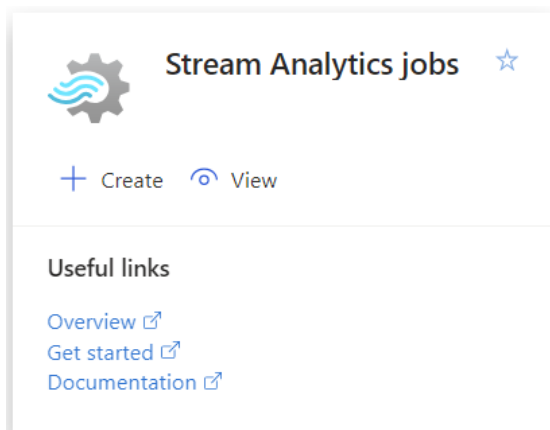 Stream Analytics jobs
Create View
Useful links
Overview
Get started
Documentation